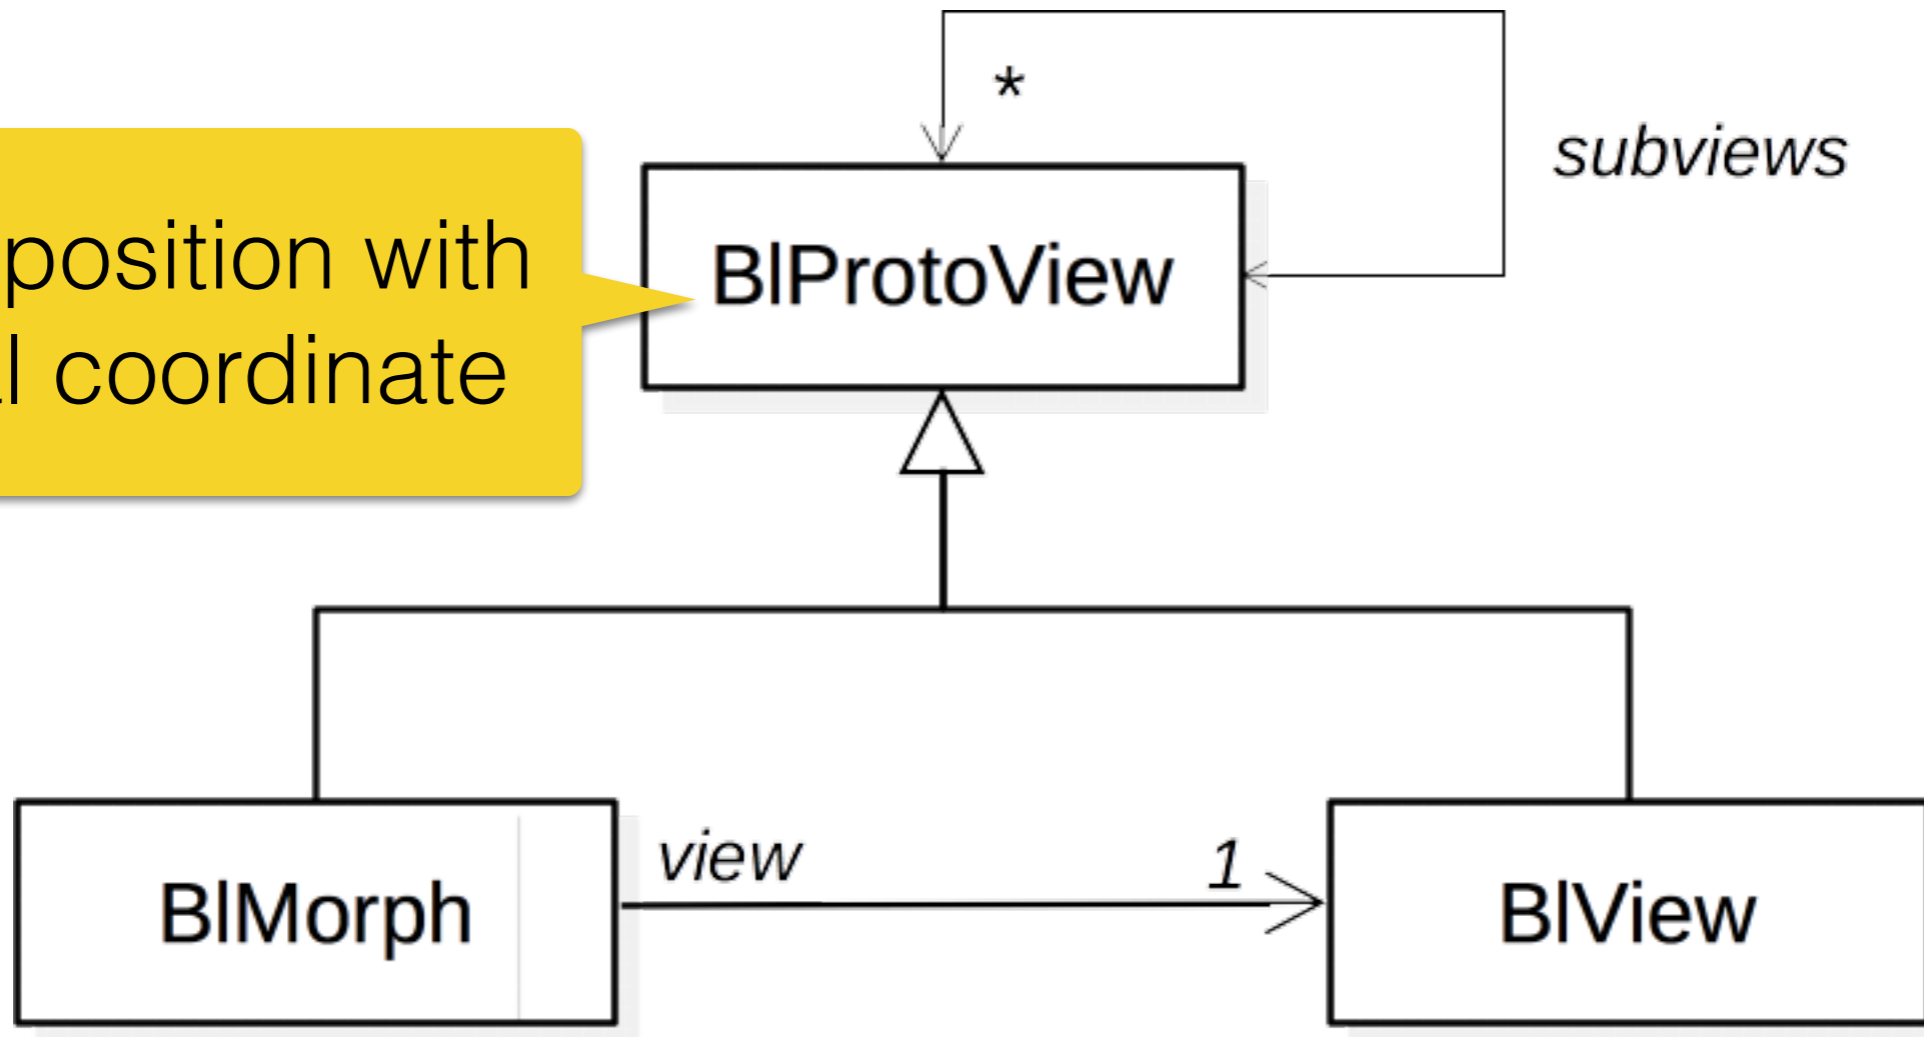 *
subviews
position with
l coordinate
BlProtoView
view
1
BlMorph
BlView